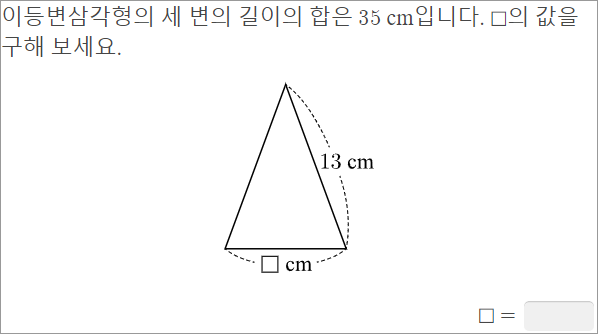 이등변삼각형의 세 변의 길이의 합은 35 cm입니다. □의 값을
구해 보세요.
13 cm
□ cm
□ =